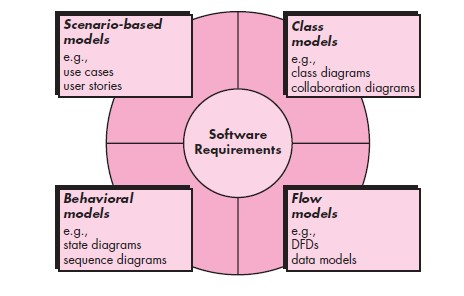 Scenario-based
models
e.g.,
use cases
user stories
Class
models
e.g.,
class diagrams
collaboration diagrams
Software
Requirements
Behavioral
models
e.g.,
state diagrams
sequence diagrams
Flow
models
e.g.,
DFDs
data models